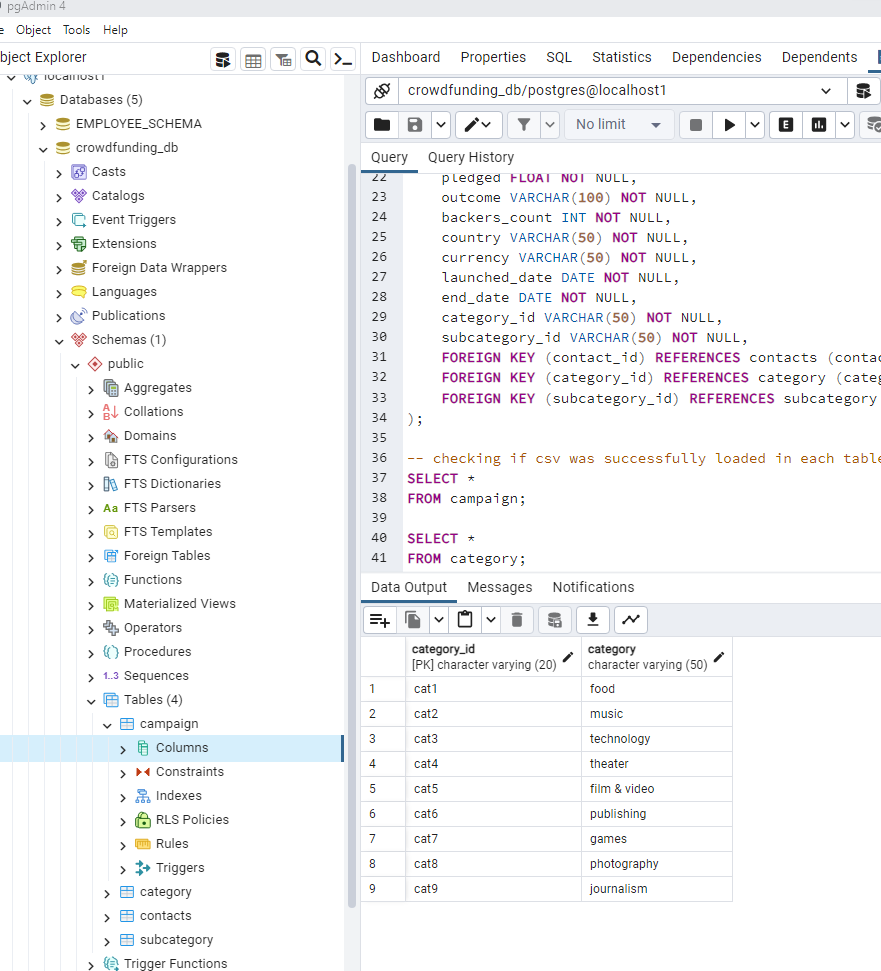 pgAdmin 4
Object Tools Help
bject Explorer
localhost1
Databases (5)
EMPLOYEE_SCHEMA
crowdfunding_db
Casts
Catalogs
Event Triggers
Extensions
Foreign Data Wrappers
Languages
Publications
Schemas (1)
public
Aggregates
Collations
Domains
FTS Configurations
FTS Dictionaries
Aa FTS Parsers
FTS Templates
Foreign Tables
Functions
Materialized Views
Operators
Procedures
1..3 Sequences
Tables (4)
campaign
Columns
Constraints
Indexes
RLS Policies
Rules
Triggers
category
contacts
subcategory
Trigger Functions
Dashboard Properties SQL Statistics Dependencies Dependents
crowdfunding_db/postgres@localhost1
No limit E
Query Query History
22 pledged FLOAT NOT NULL,
23 outcome VARCHAR(100) NOT NULL,
24 backers_count INT NOT NULL,
25 country VARCHAR(50) NOT NULL,
26 currency VARCHAR(50) NOT NULL,
27 launched_date DATE NOT NULL,
28 end_date DATE NOT NULL,
29 category_id VARCHAR(50) NOT NULL,
30 subcategory_id VARCHAR(50) NOT NULL,
31 FOREIGN KEY (contact_id) REFERENCES contacts (contac
32 FOREIGN KEY (category_id) REFERENCES category (categ
33 FOREIGN KEY (subcategory_id) REFERENCES subcategory
34 );
35
36 -- checking if csv was successfully loaded in each table
37 SELECT *
38 FROM campaign;
39
40 SELECT *
41 FROM category;
Data Output Messages Notifications
category_id category
[PK] character varying (20) character varying (50)
1 cat1 food
2 cat2 music
3 cat3 technology
4 cat4 theater
5 cat5 film & video
6 cat6 publishing
7 cat7 games
8 cat8 photography
9 cat9 journalism